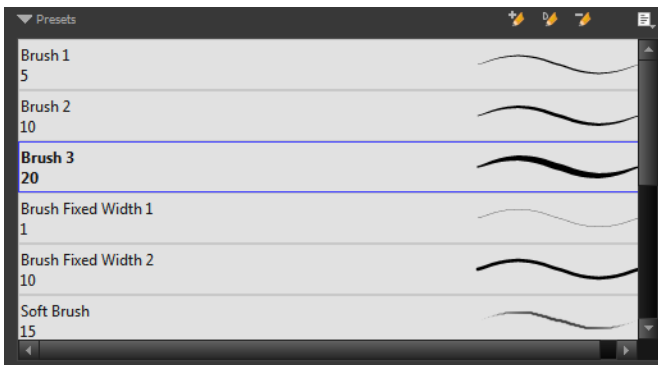 Presets
Brush 1
5
Brush 2
10
Brush 3
20
Brush Fixed Width 1
1
Brush Fixed Width 2
10
Soft Brush
15